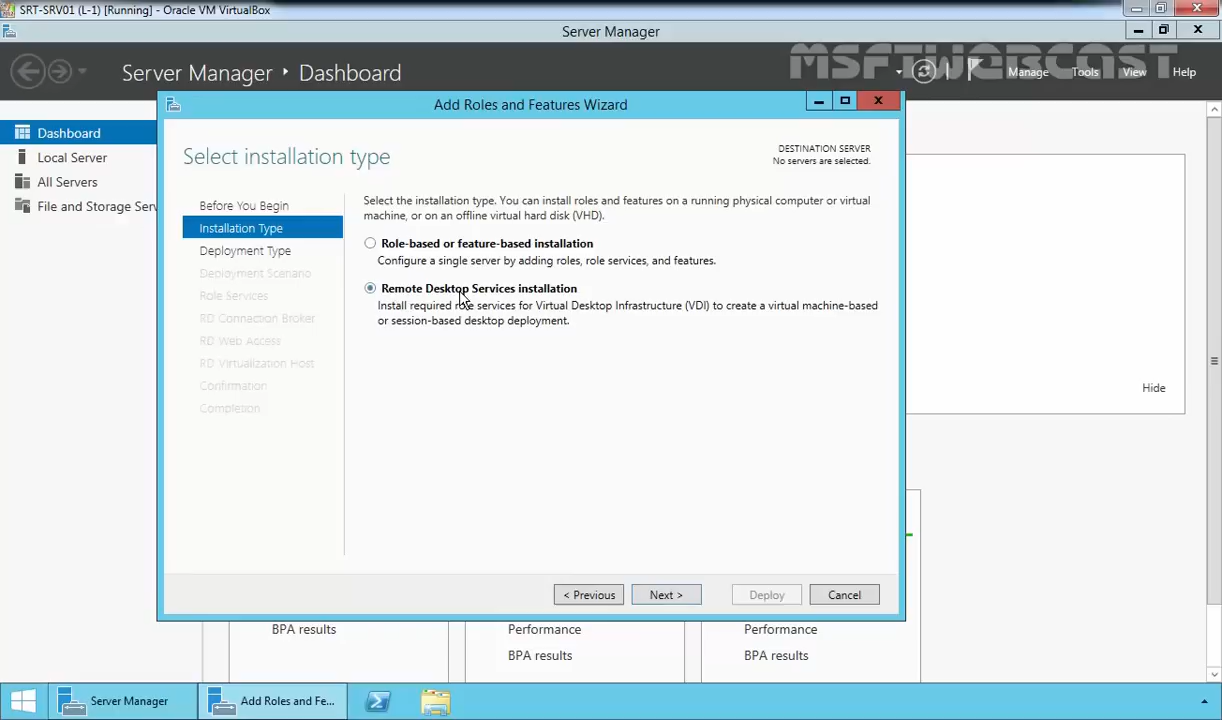 SRT-SRV01 (L-1) [Running] - Oracle VM VirtualBox
Server Manager
Server Manager ‣ Dashboard
MSFTWEBCAST
Manage Tools View Help
Dashboard
Local Server
All Servers
File and Storage Serv
Add Roles and Features Wizard
Select installation type
DESTINATION SERVER
No servers are selected.
Before You Begin
Installation Type
Deployment Type
Deployment Scenario
Role Services
RD Connection Broker
RD Web Access
RD Virtualization Host
Confirmation
Completion
Select the installation type. You can install roles and features on a running physical computer or virtual
machine, or on an offline virtual hard disk (VHD).
Role-based or feature-based installation
Configure a single server by adding roles, role services, and features.
Remote Desktop Services installation
Install required role services for Virtual Desktop Infrastructure (VDI) to create a virtual machine-based
or session-based desktop deployment.
Hide
< Previous
Next >
Deploy
Cancel
BPA results
Performance
BPA results
Performance
BPA results
Server Manager
Add Roles and Fe...